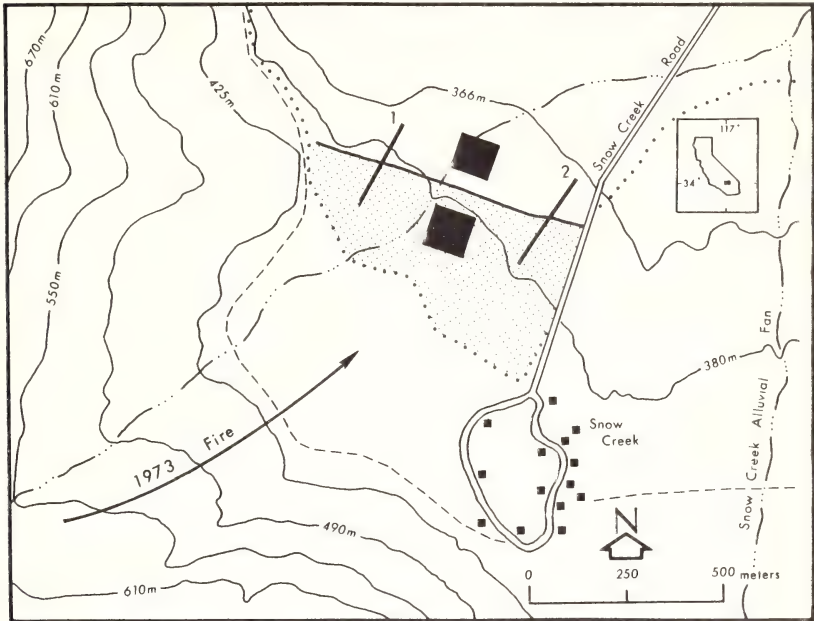 670m
610m
425m
550m
1
366m
2
Snow Creek Road
117°
34°
380m
Snow Creek Alluvial Fan
1973 Fire
Snow
Creek
490m
610m
N
0 250 500 meters